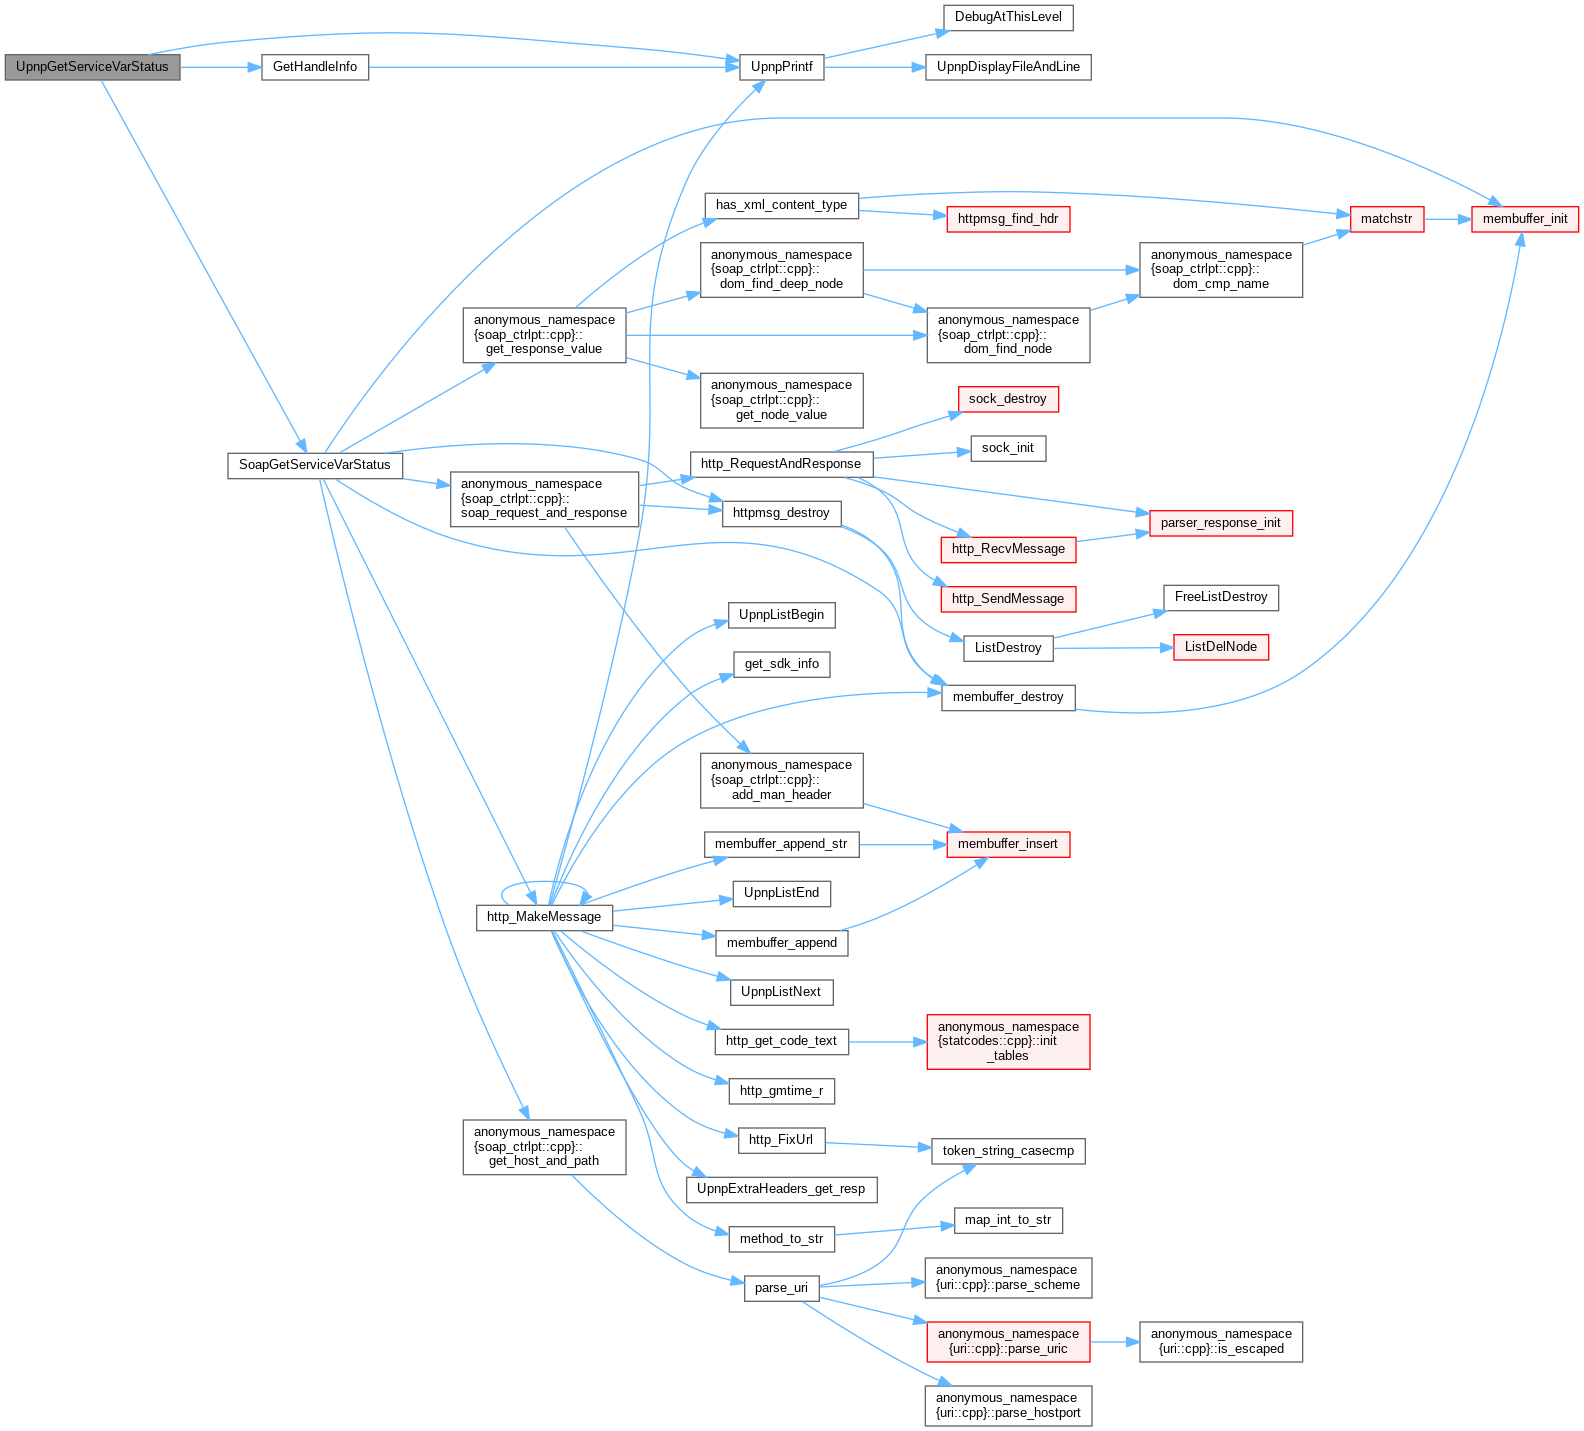 DebugAtThisLevel
UpnpGetServiceVarStatus
GetHandleInfo
UpnpPrintf
UpnpDisplayFileAndLine
has_xml_content_type
httpmsg_find_hdr
matchstr
membuffer_init
anonymous_namespace
{soap_ctrlpt::cpp}::
dom_find_deep_node
anonymous_namespace
{soap_ctrlpt::cpp}::
dom_cmp_name
anonymous_namespace
{soap_ctrlpt::cpp}::
get_response_value
anonymous_namespace
{soap_ctrlpt::cpp}::
dom_find_node
anonymous_namespace
{soap_ctrlpt::cpp}::
get_node_value
sock_destroy
sock_init
SoapGetServiceVarStatus
http_RequestAndResponse
anonymous_namespace
{soap_ctrlpt::cpp}::
soap_request_and_response
httpmsg_destroy
parser_response_init
http_RecvMessage
http_SendMessage
FreeListDestroy
UpnpListBegin
ListDestroy
ListDelNode
get_sdk_info
membuffer_destroy
anonymous_namespace
{soap_ctrlpt::cpp}::
add_man_header
membuffer_append_str
membuffer_insert
UpnpListEnd
http_MakeMessage
membuffer_append
UpnpListNext
http_get_code_text
anonymous_namespace
{statcodes::cpp}::init
_tables
http_gmtime_r
anonymous_namespace
{soap_ctrlpt::cpp}::
get_host_and_path
http_FixUrl
token_string_casecmp
UpnpExtraHeaders_get_resp
method_to_str
map_int_to_str
parse_uri
anonymous_namespace
{uri::cpp}::parse_scheme
anonymous_namespace
{uri::cpp}::parse_uric
anonymous_namespace
{uri::cpp}::is_escaped
anonymous_namespace
{uri::cpp}::parse_hostport